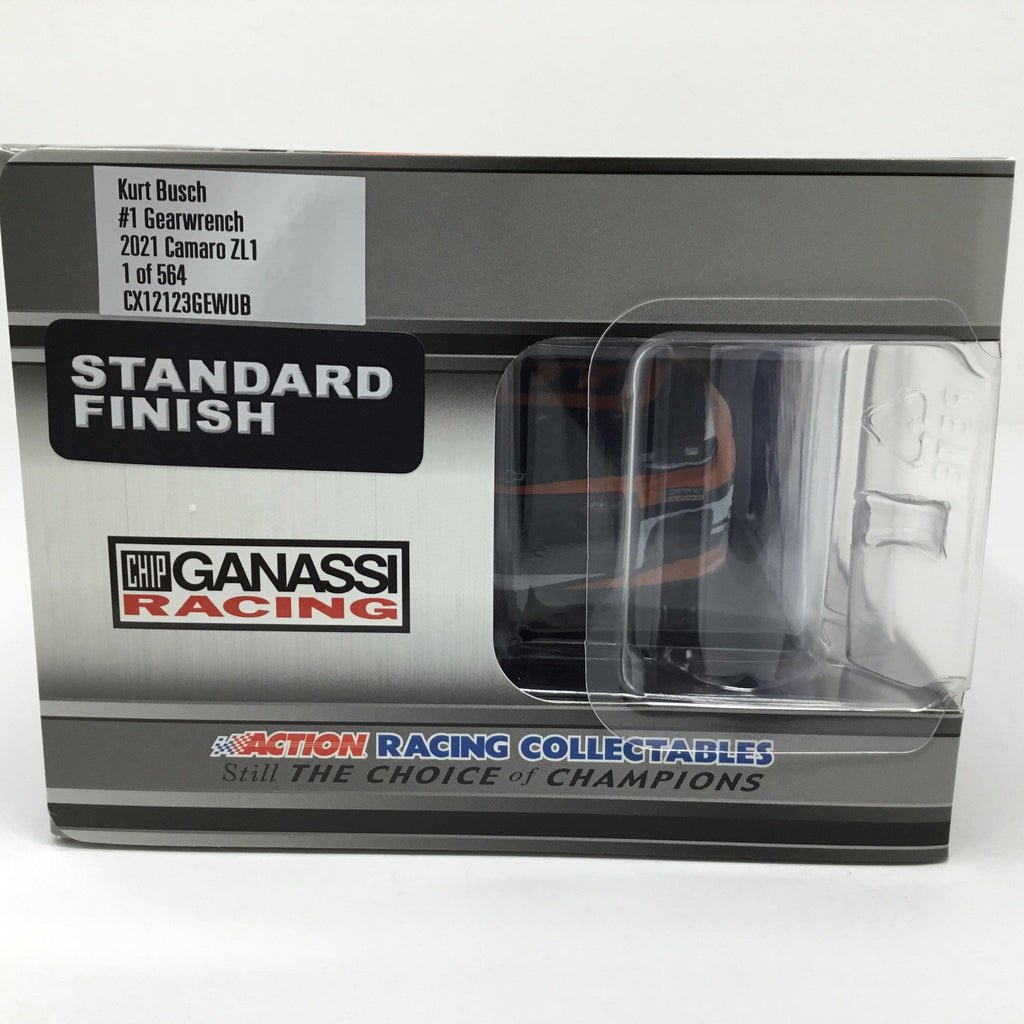 Kurt Busch
#1 Gearwrench
2021 Camaro ZL1
1 of 564
CX12123GEWUB
STANDARD
FINISH
CHIP GANASSI
RACING
ACTION RACING COLLECTABLES
Still THE CHOICE of CHAMPIONS